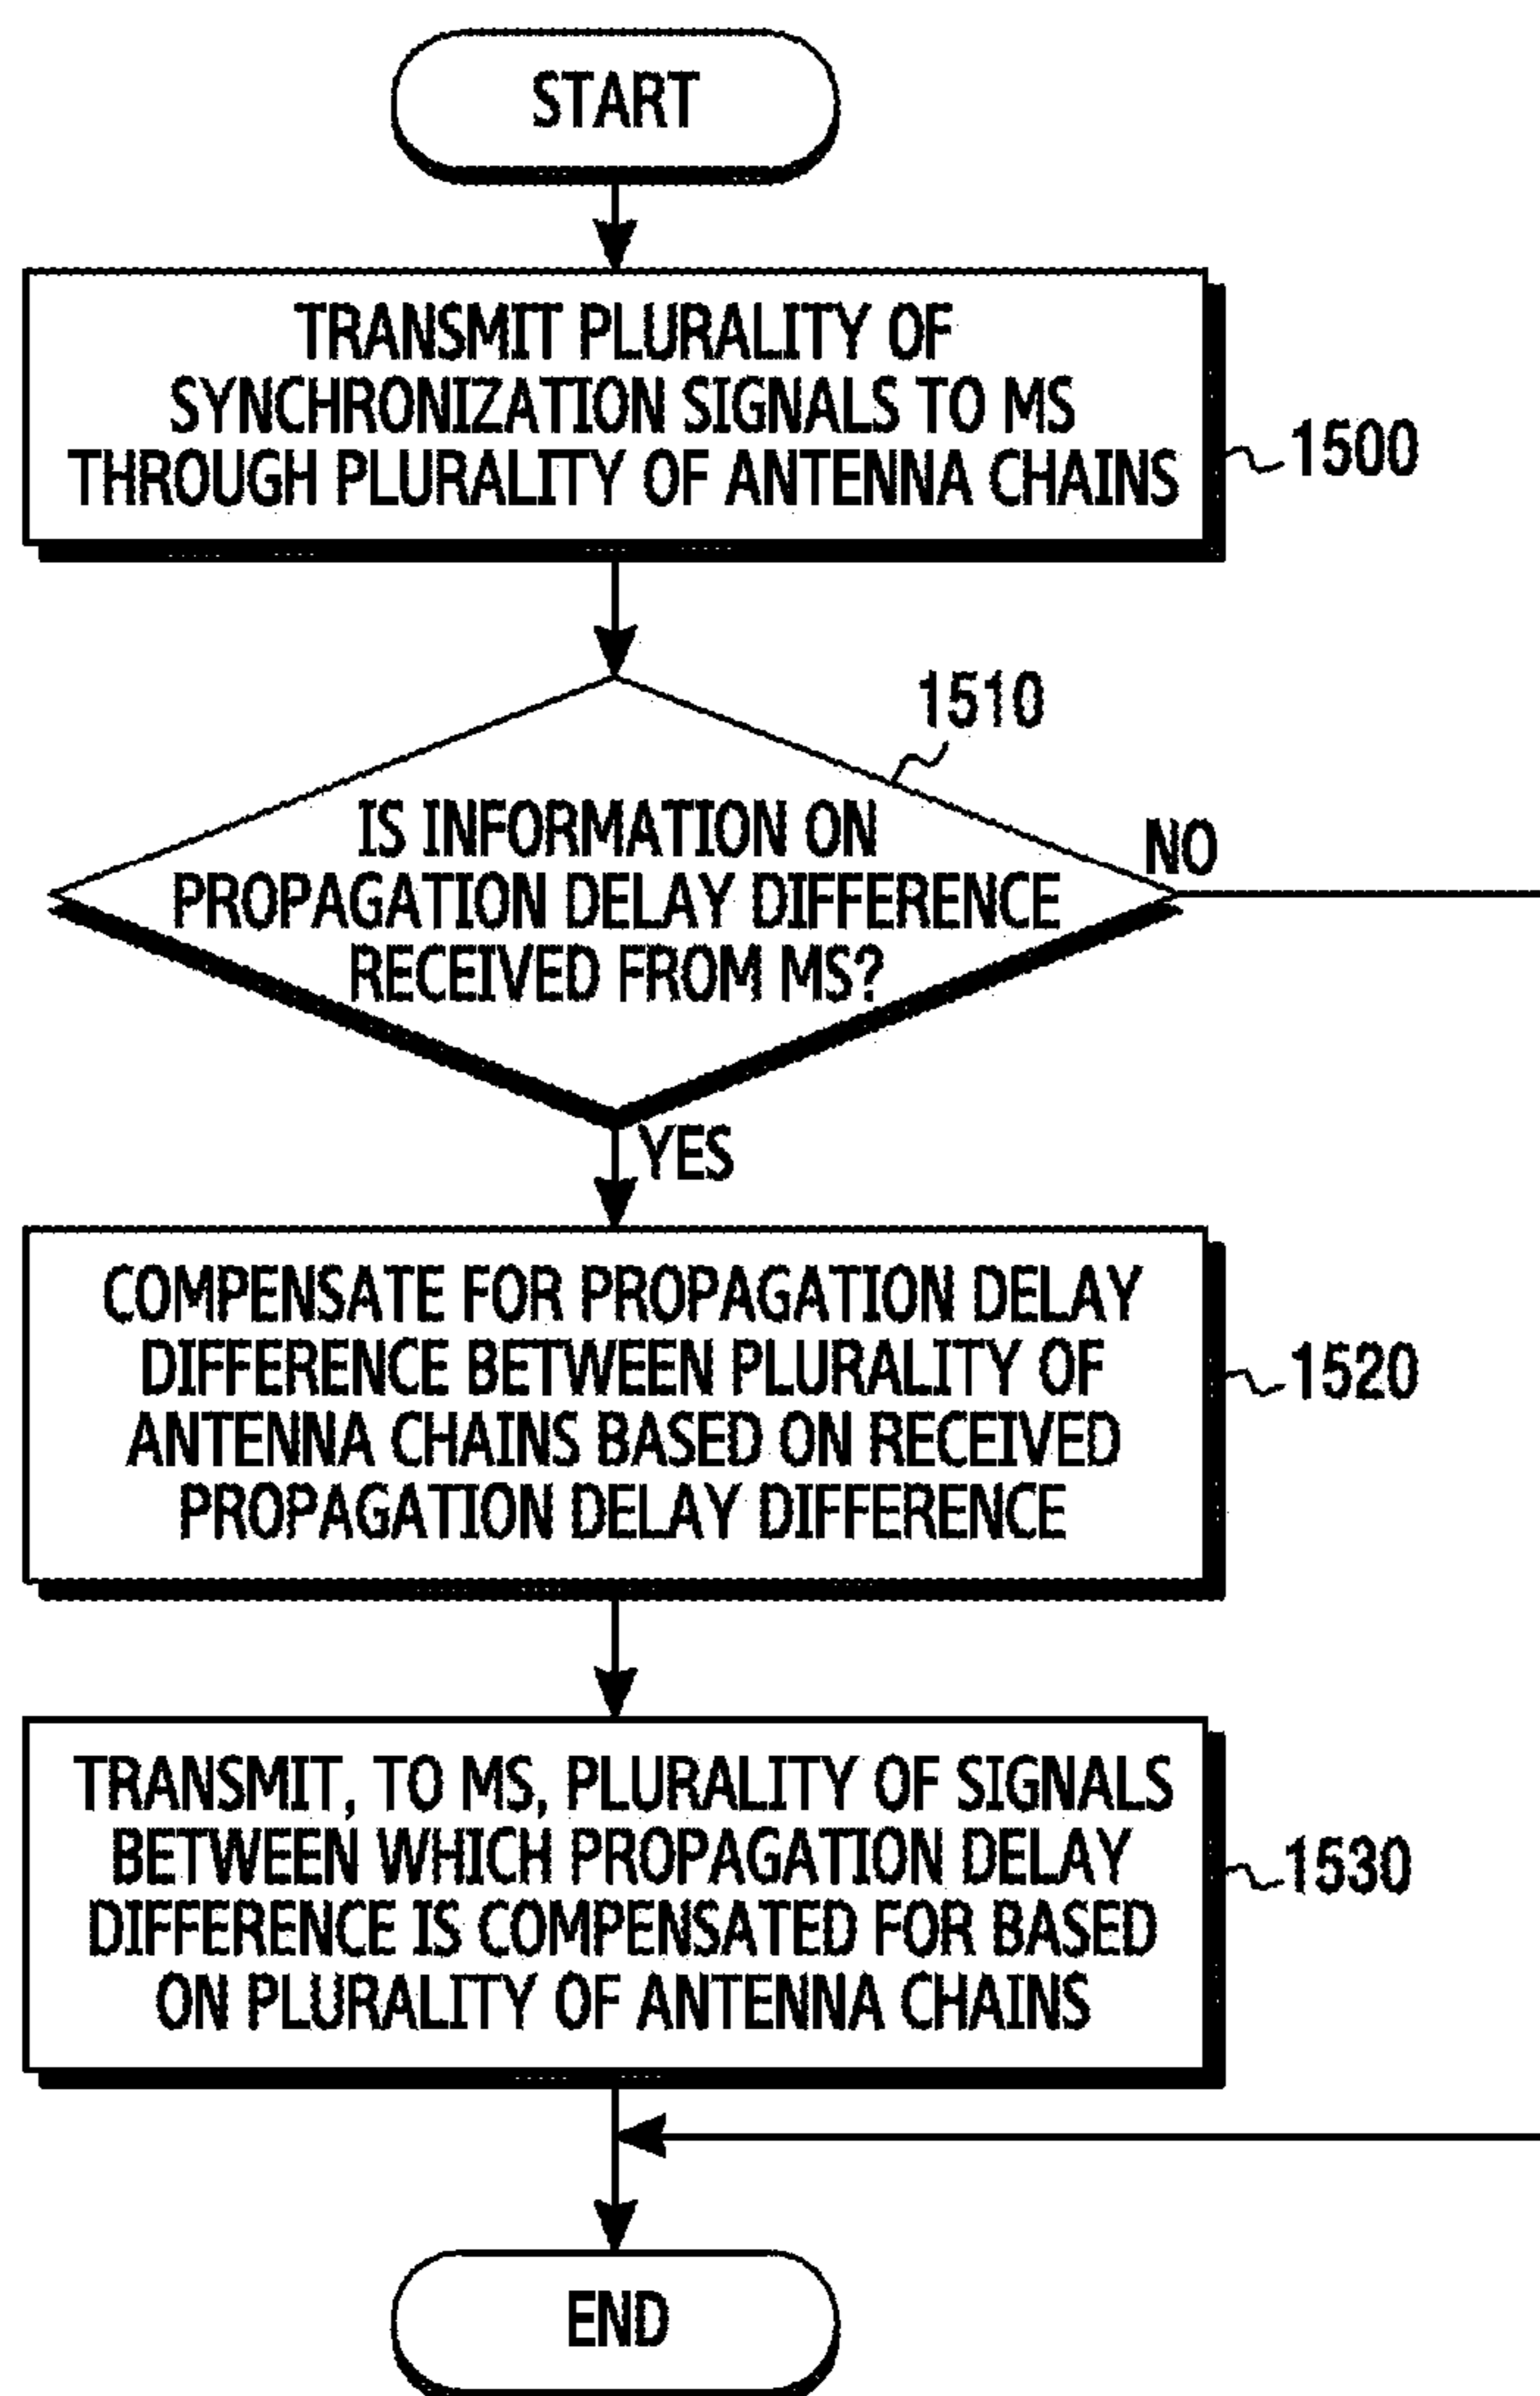 START
TRANSMIT PLURALITY OF
SYNCHRONIZATION SIGNALS TO MS
THROUGH PLURALITY OF ANTENNA CHAINS
1500
1510
IS INFORMATION ON
PROPAGATION DELAY DIFFERENCE
RECEIVED FROM MS?
NO
YES
COMPENSATE FOR PROPAGATION DELAY
DIFFERENCE BETWEEN PLURALITY OF
ANTENNA CHAINS BASED ON RECEIVED
PROPAGATION DELAY DIFFERENCE
1520
TRANSMIT, TO MS, PLURALITY OF SIGNALS
BETWEEN WHICH PROPAGATION DELAY
DIFFERENCE IS COMPENSATED FOR BASED
ON PLURALITY OF ANTENNA CHAINS
1530
END